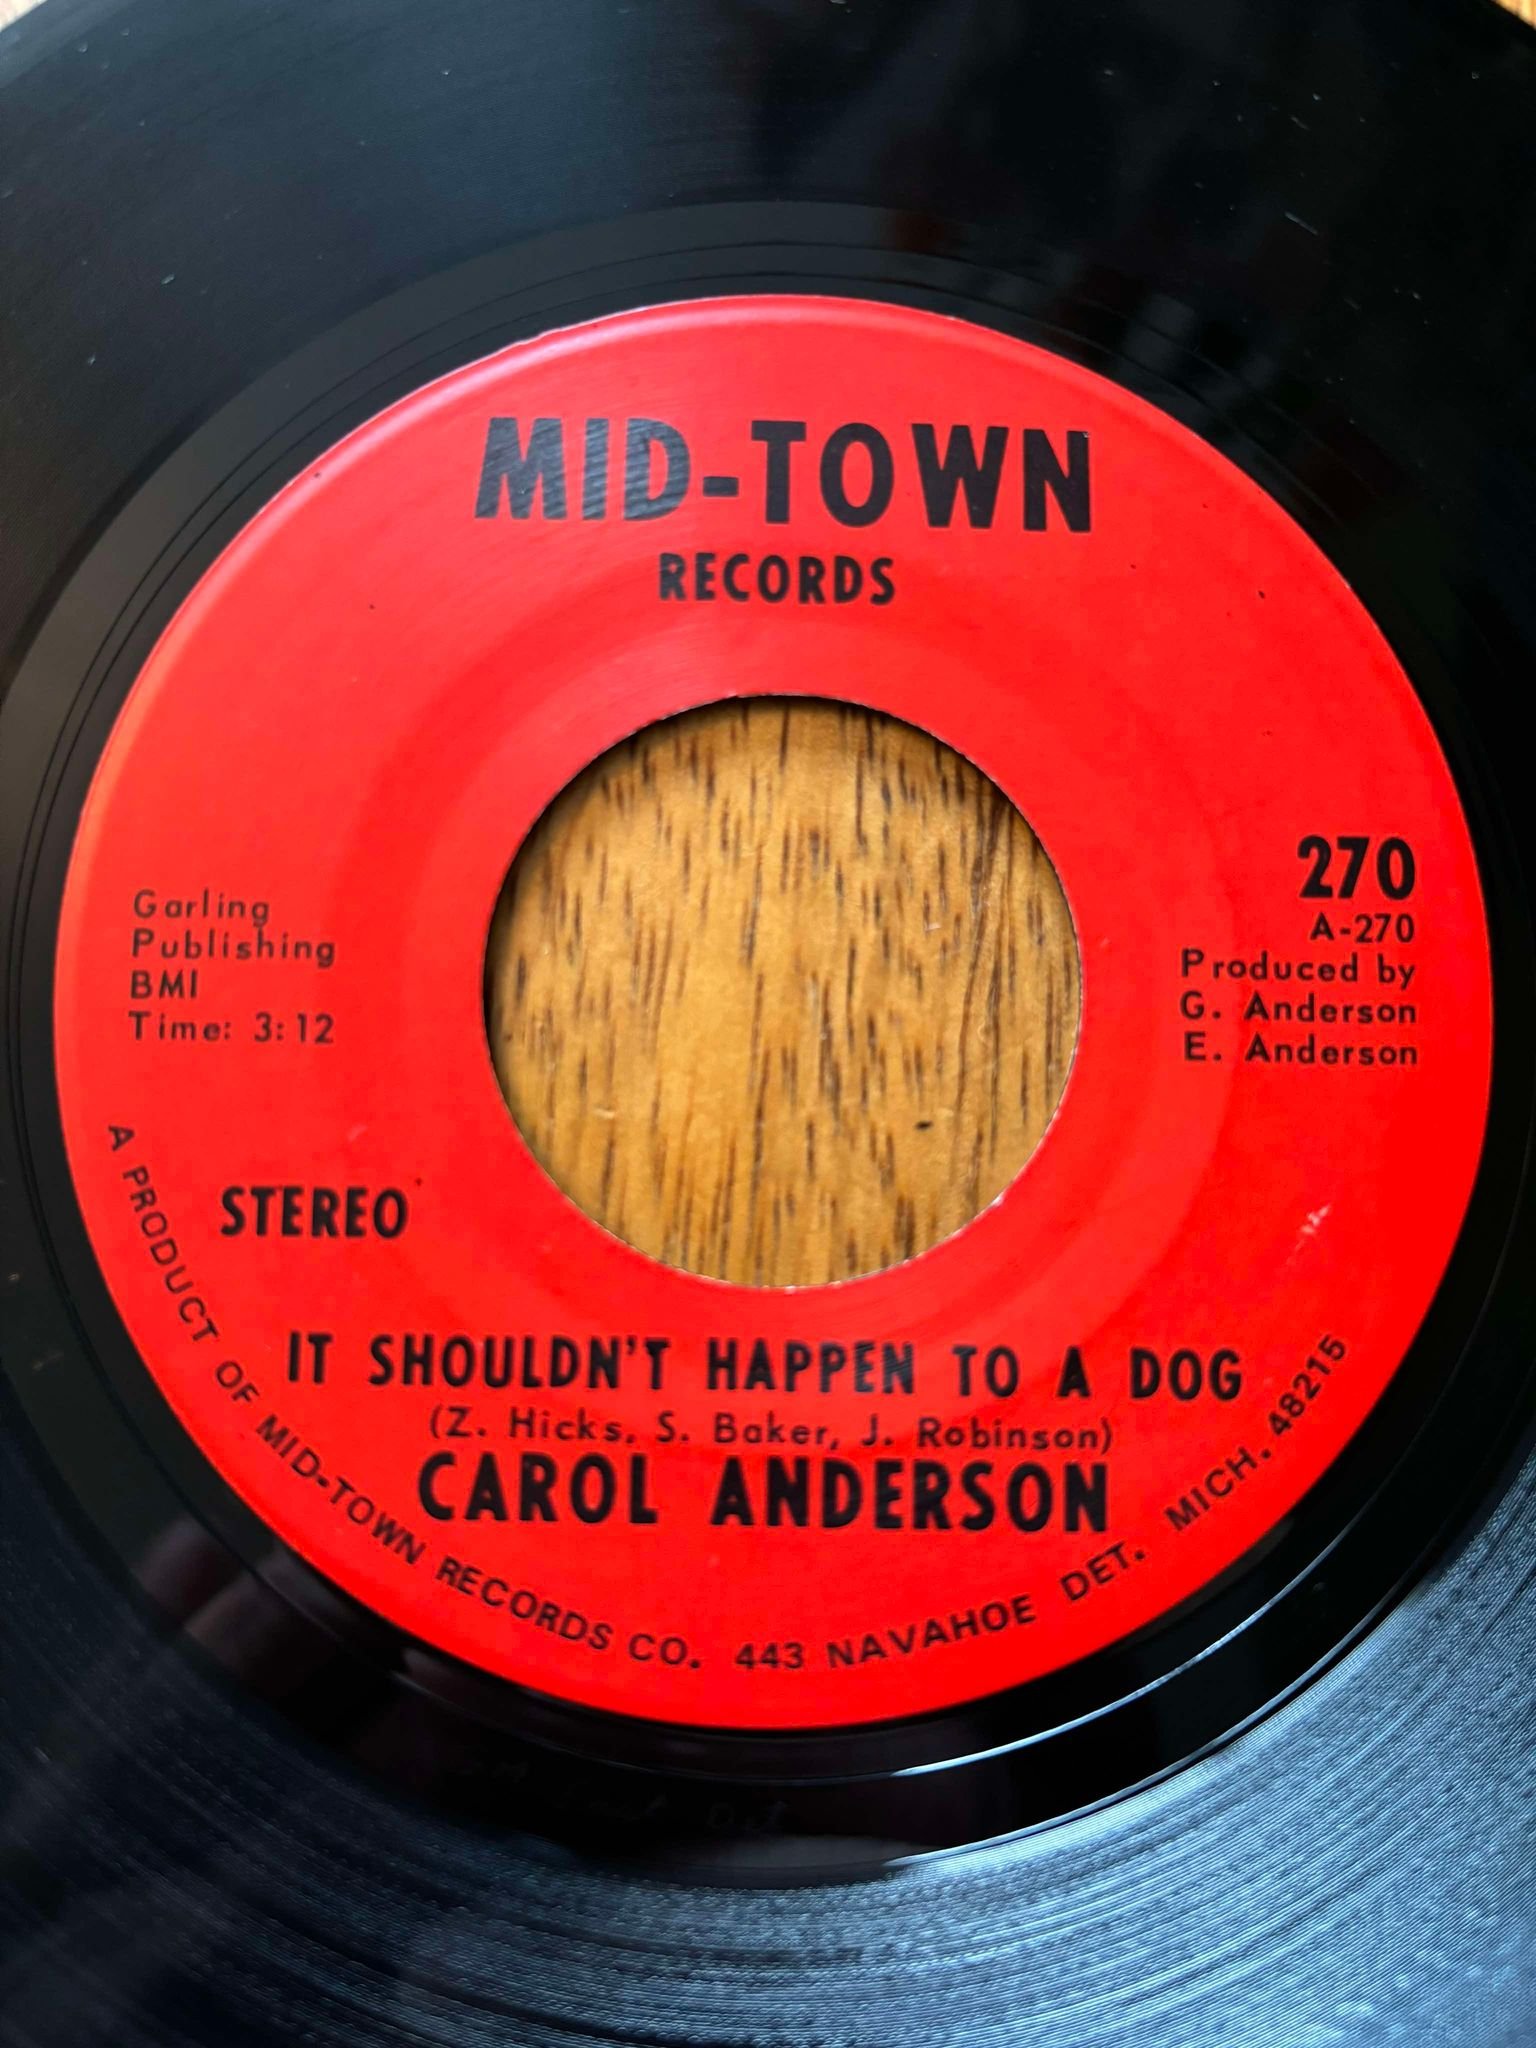 MID-TOWN
RECORDS
270
A-270
Produced by
G. Anderson
E. Anderson
Garling
Publishing
BMI
Time: 3:12
STEREO
IT SHOULDN'T HAPPEN TO A DOG
(Z. Hicks. S. Baker, J. Robinson)
CAROL ANDERSON
A PRODUCT OF MID-TOWN RECORDS CO. 443 NAVAHOE DET. MICH. 48215